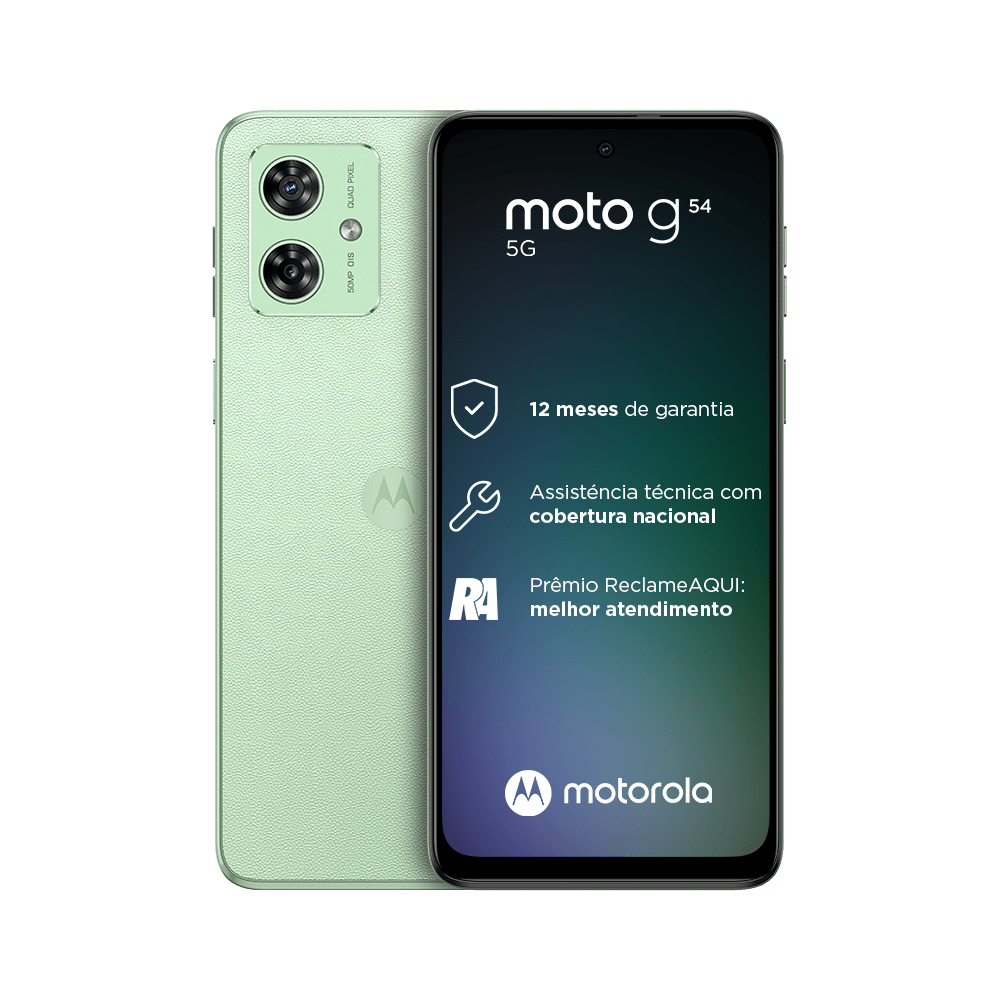 QUAD PIXEL
50MP OIS
moto g 54
5G
12 meses de garantia
Assisténcia técnica com
cobertura nacional
RA
Prêmio ReclameAQUI:
melhor atendimento
motorola